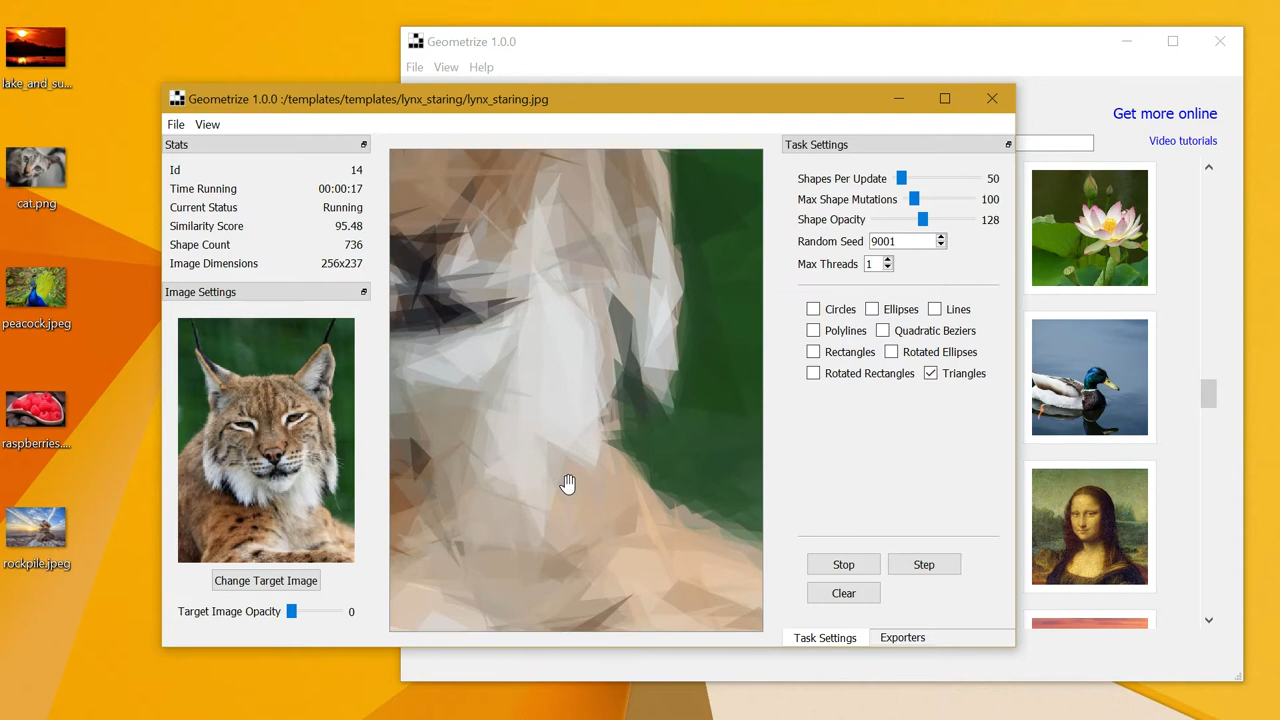 lake_and_su...
cat.png
peacock.jpeg
raspberries....
rockpile.jpeg
Geometrize 1.0.0
File View Help
Get more online
Video tutorials
Geometrize 1.0.0 :/templates/templates/lynx_staring/lynx_staring.jpg
File View
Stats
Id 14
Time Running 00:00:17
Current Status Running
Similarity Score 95.48
Shape Count 736
Image Dimensions 256x237
Image Settings
Change Target Image
Target Image Opacity 0
Task Settings
Shapes Per Update 50
Max Shape Mutations 100
Shape Opacity 128
Random Seed 9001
Max Threads 1
Circles Ellipses Lines
Polylines Quadratic Beziers
Rectangles Rotated Ellipses
Rotated Rectangles Triangles
Stop Step
Clear
Task Settings Exporters